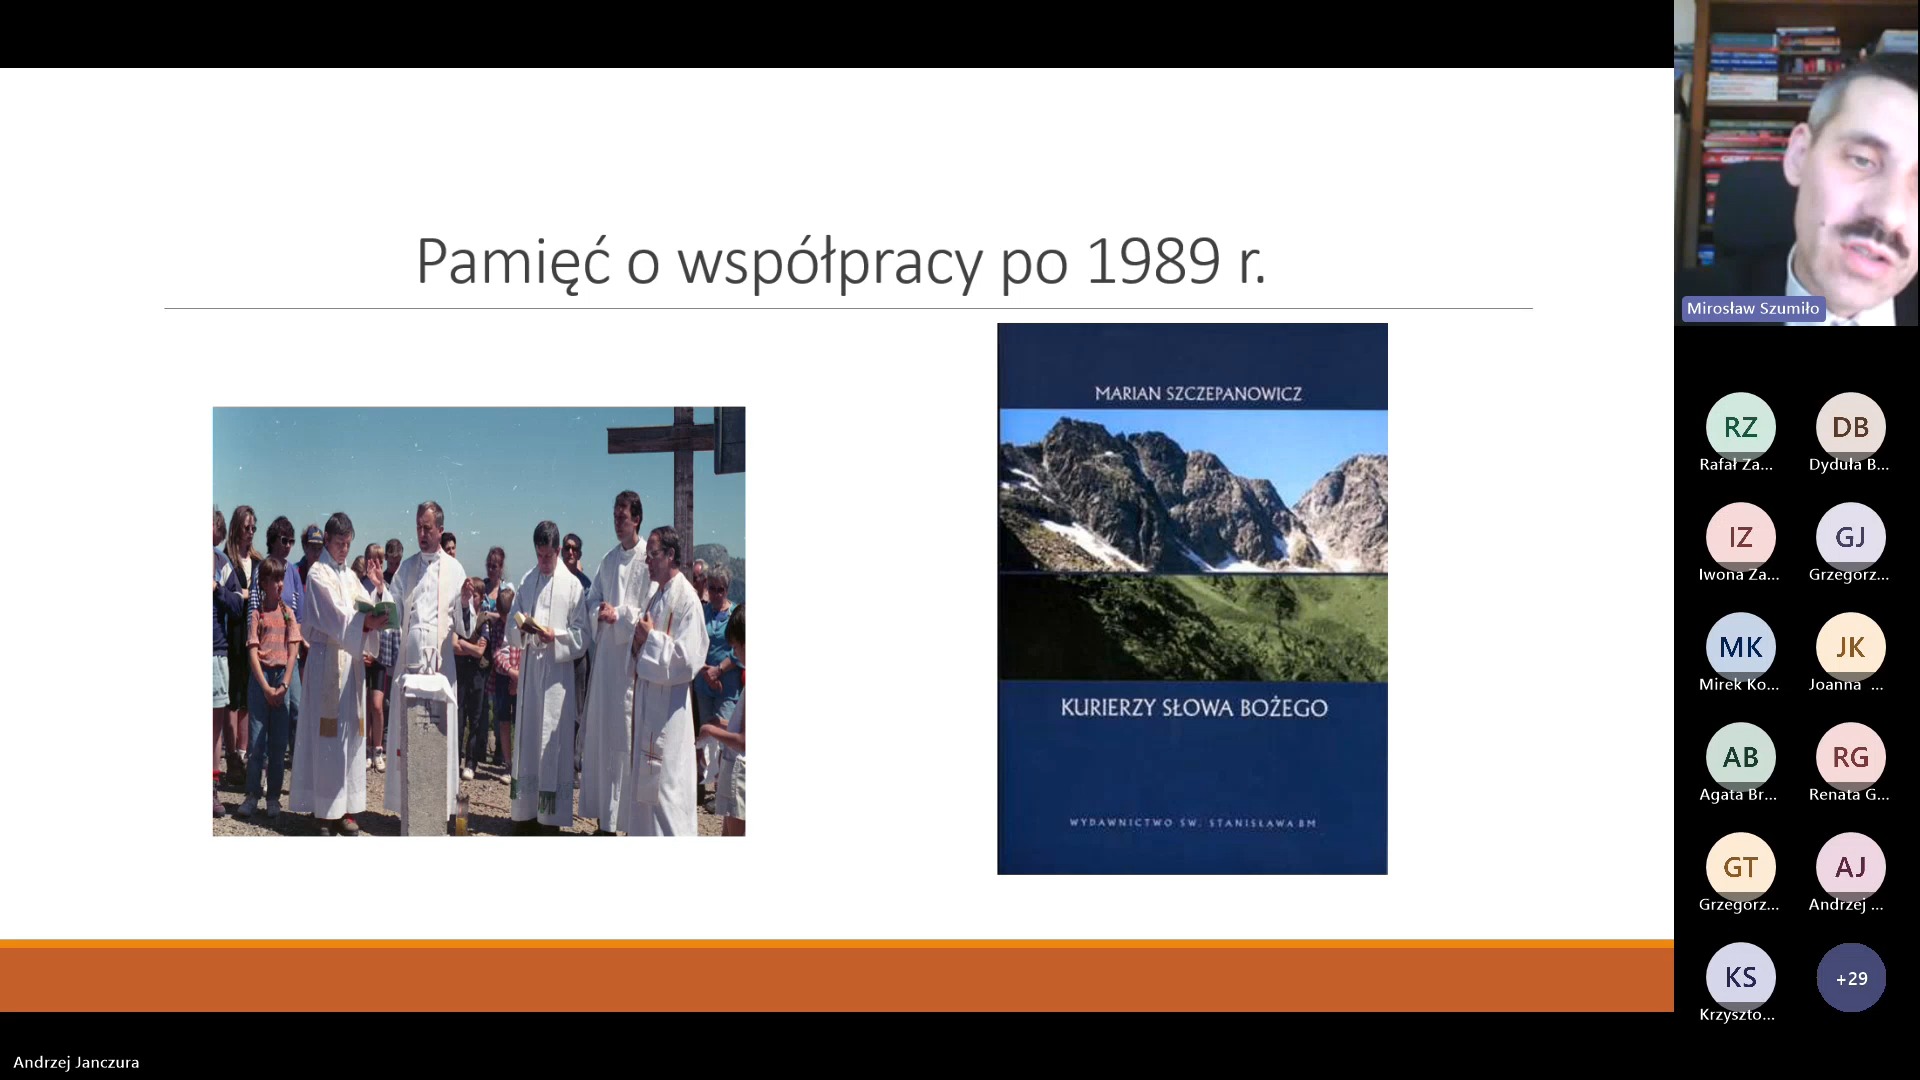 Pamięć o współpracy po 1989 r.
MARIAN SZCZEPANOWICZ
KURIERZY SŁOWA BOŻEGO
WYDAWNICTWO ŚW. STANISŁAWA BM
Mirosław Szumiło
RZ
Rafał Za...
DB
Dyduła B...
IZ
Iwona Za...
GJ
Grzegorz...
MK
Mirek Ko...
JK
Joanna ...
AB
Agata Br...
RG
Renata G...
GT
Grzegorz...
AJ
Andrzej ...
KS
Krzyszto...
+29
Andrzej Janczura